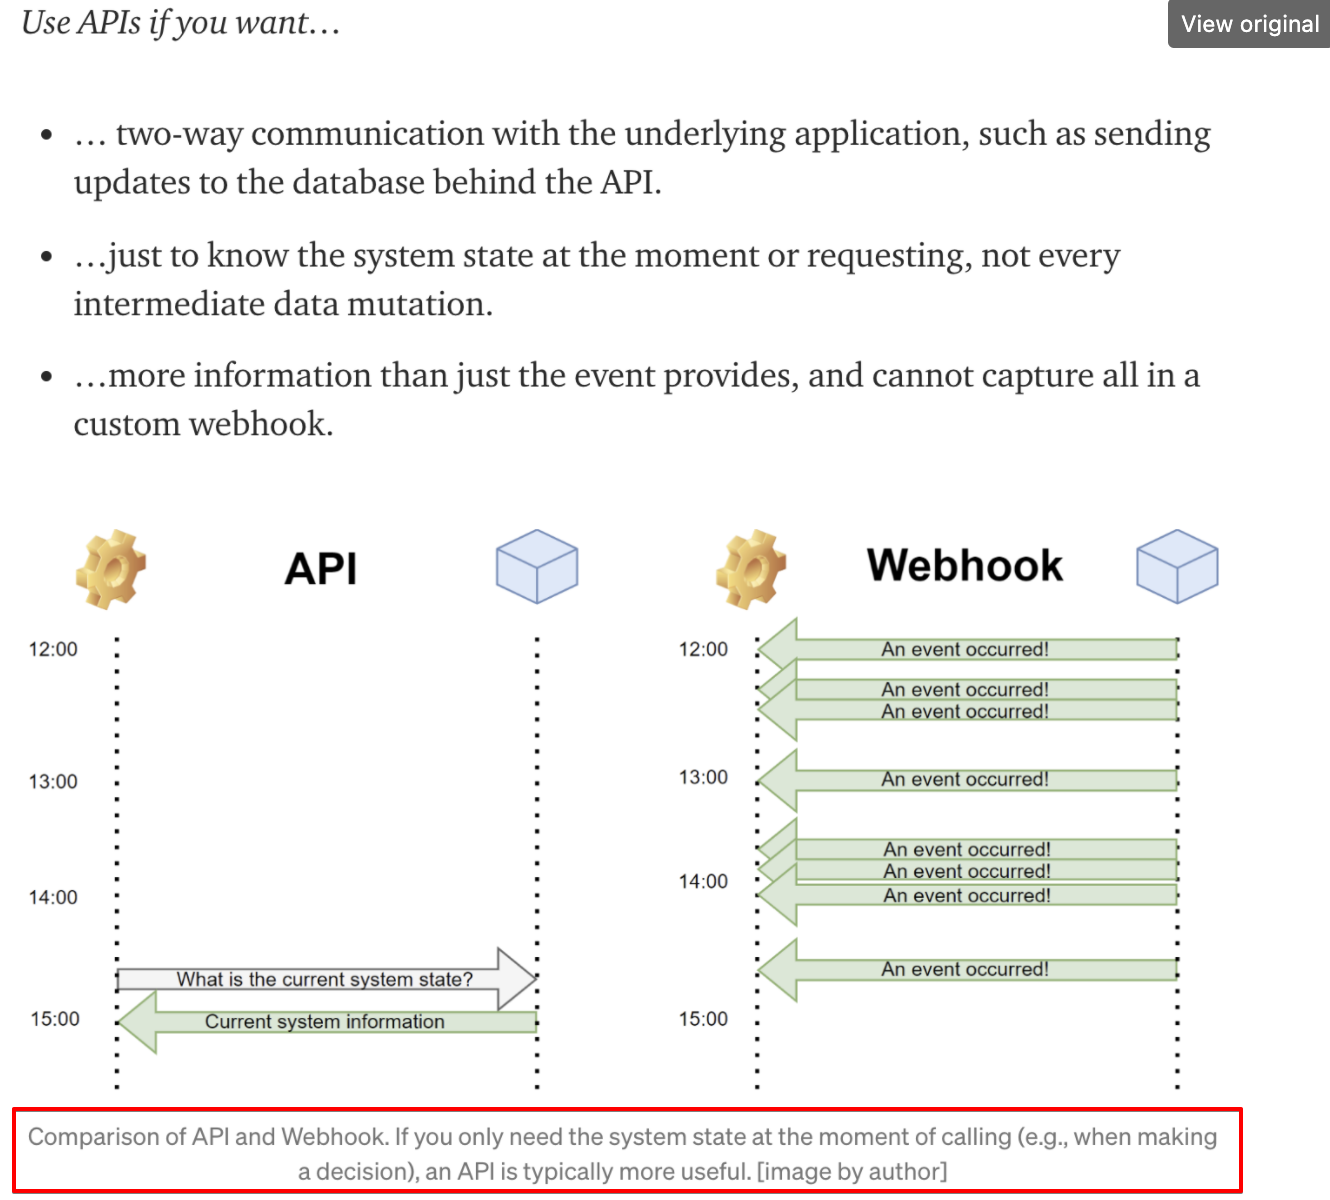 Use APIs if you want…
View original
• … two-way communication with the underlying application, such as sending
updates to the database behind the API.
• …just to know the system state at the moment or requesting, not every
intermediate data mutation.
• …more information than just the event provides, and cannot capture all in a
custom webhook.
API
12:00
13:00
14:00
What is the current system state?
15:00
Current system information
Webhook
12:00
An event occurred!
An event occurred!
An event occurred!
13:00
An event occurred!
An event occurred!
An event occurred!
14:00
An event occurred!
An event occurred!
15:00
Comparison of API and Webhook. If you only need the system state at the moment of calling (e.g., when making
a decision), an API is typically more useful. [image by author]